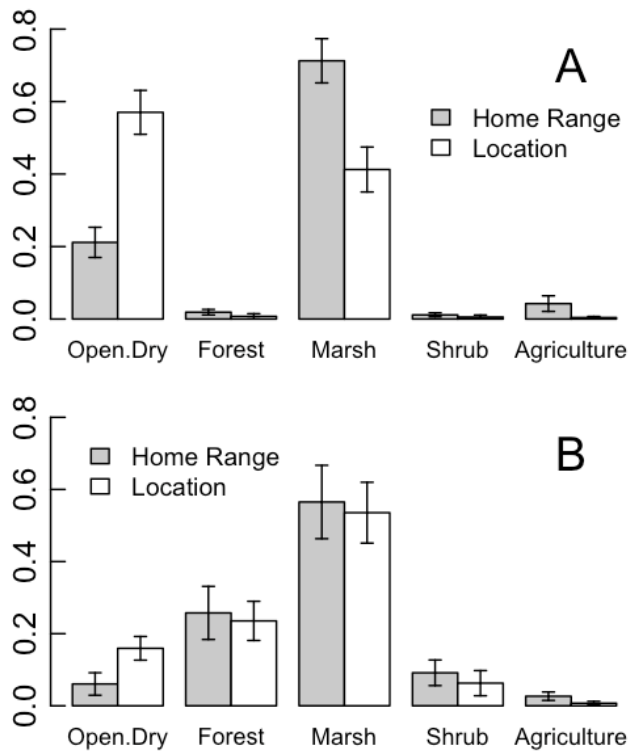 0.8
0.6
0.4
0.2
0.0
A
Home Range
Location
Open.Dry Forest Marsh Shrub Agriculture
0.8
0.6
0.4
0.2
0.0
B
Home Range
Location
Open.Dry Forest Marsh Shrub Agriculture